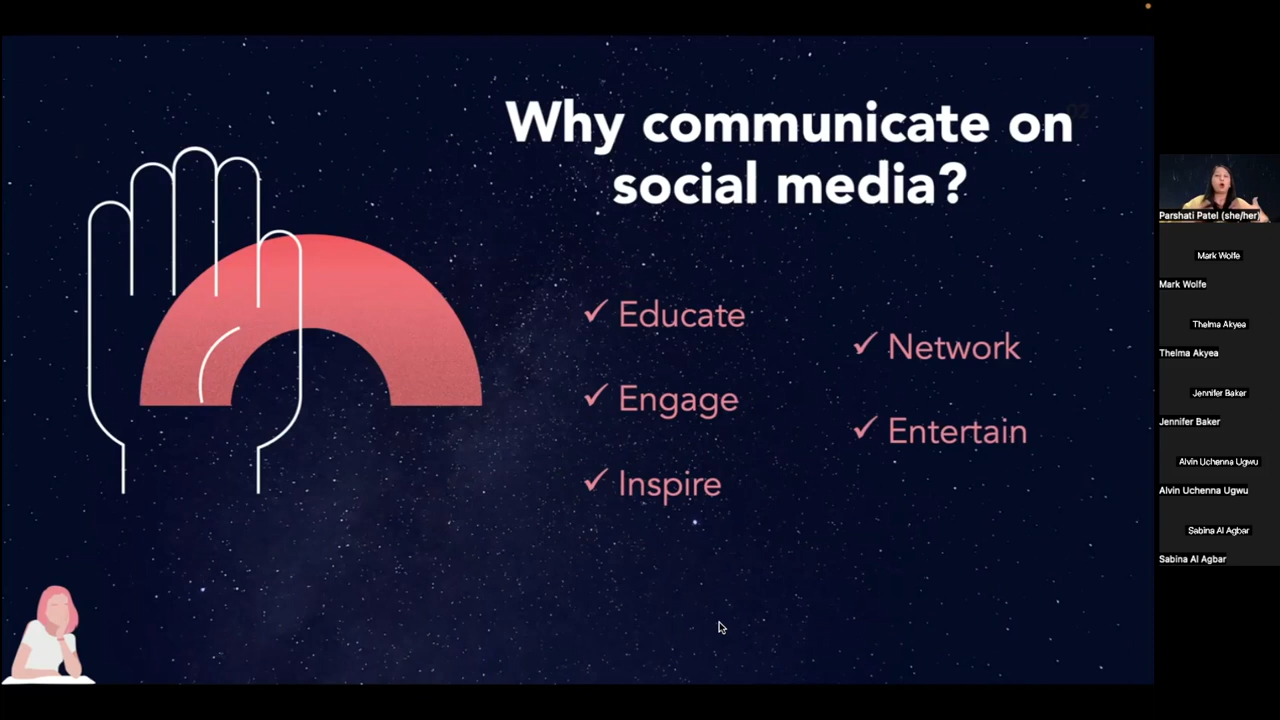 Why communicate on
social media?
02
✓ Educate
✓ Engage
✓ Inspire
✓ Network
✓ Entertain
Parshati Patel (she/her)
Mark Wolfe
Mark Wolfe
Thelma Akyea
Thelma Akyea
Jennifer Baker
Jennifer Baker
Alvin Uchenna Ugwu
Alvin Uchenna Ugwu
Sabina Al Agbar
Sabina Al Agbar